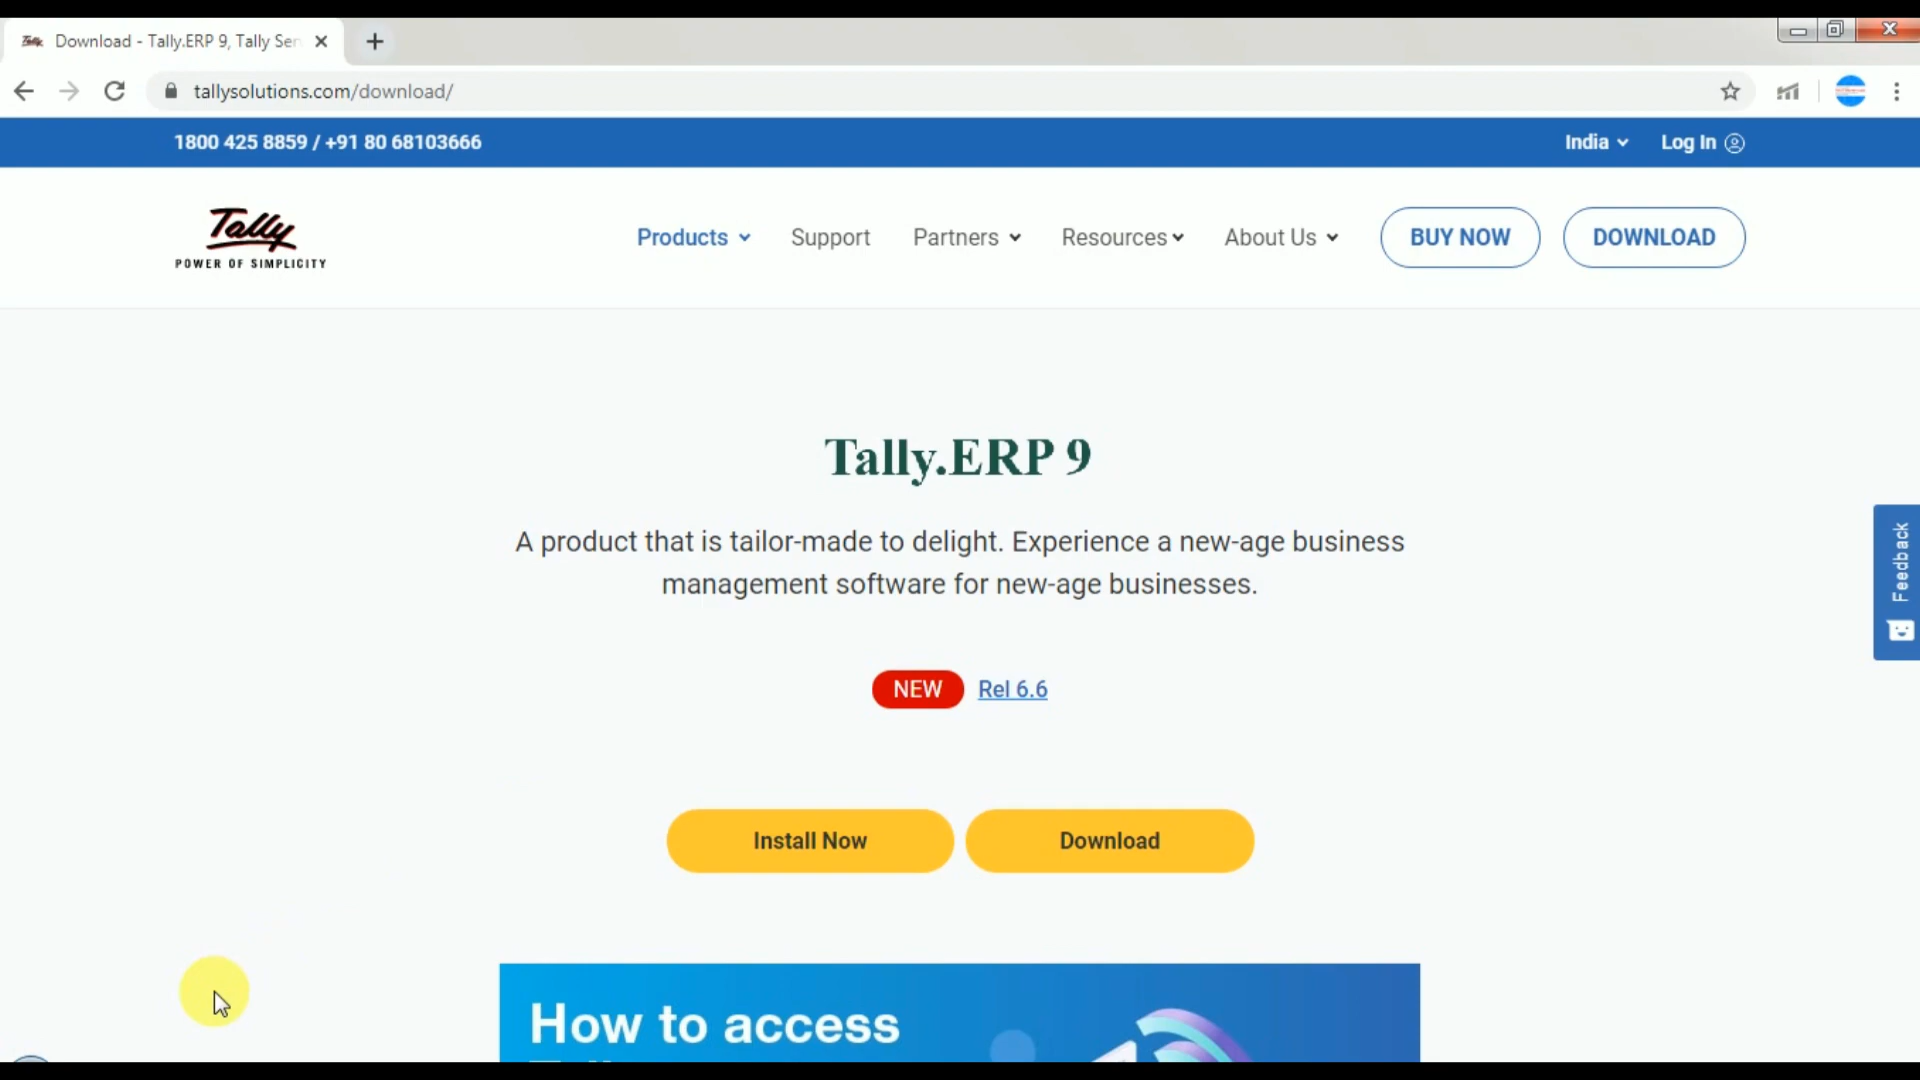 Download - Tally.ERP 9, Tally Ser
tallysolutions.com/download/
1800 425 8859 / +91 80 68103666
India
Log In
Tally
POWER OF SIMPLICITY
Products
Support
Partners
Resources
About Us
BUY NOW
DOWNLOAD
Tally.ERP 9
A product that is tailor-made to delight. Experience a new-age business
management software for new-age businesses.
Feedback
NEW Rel 6.6
Install Now
Download
How to access